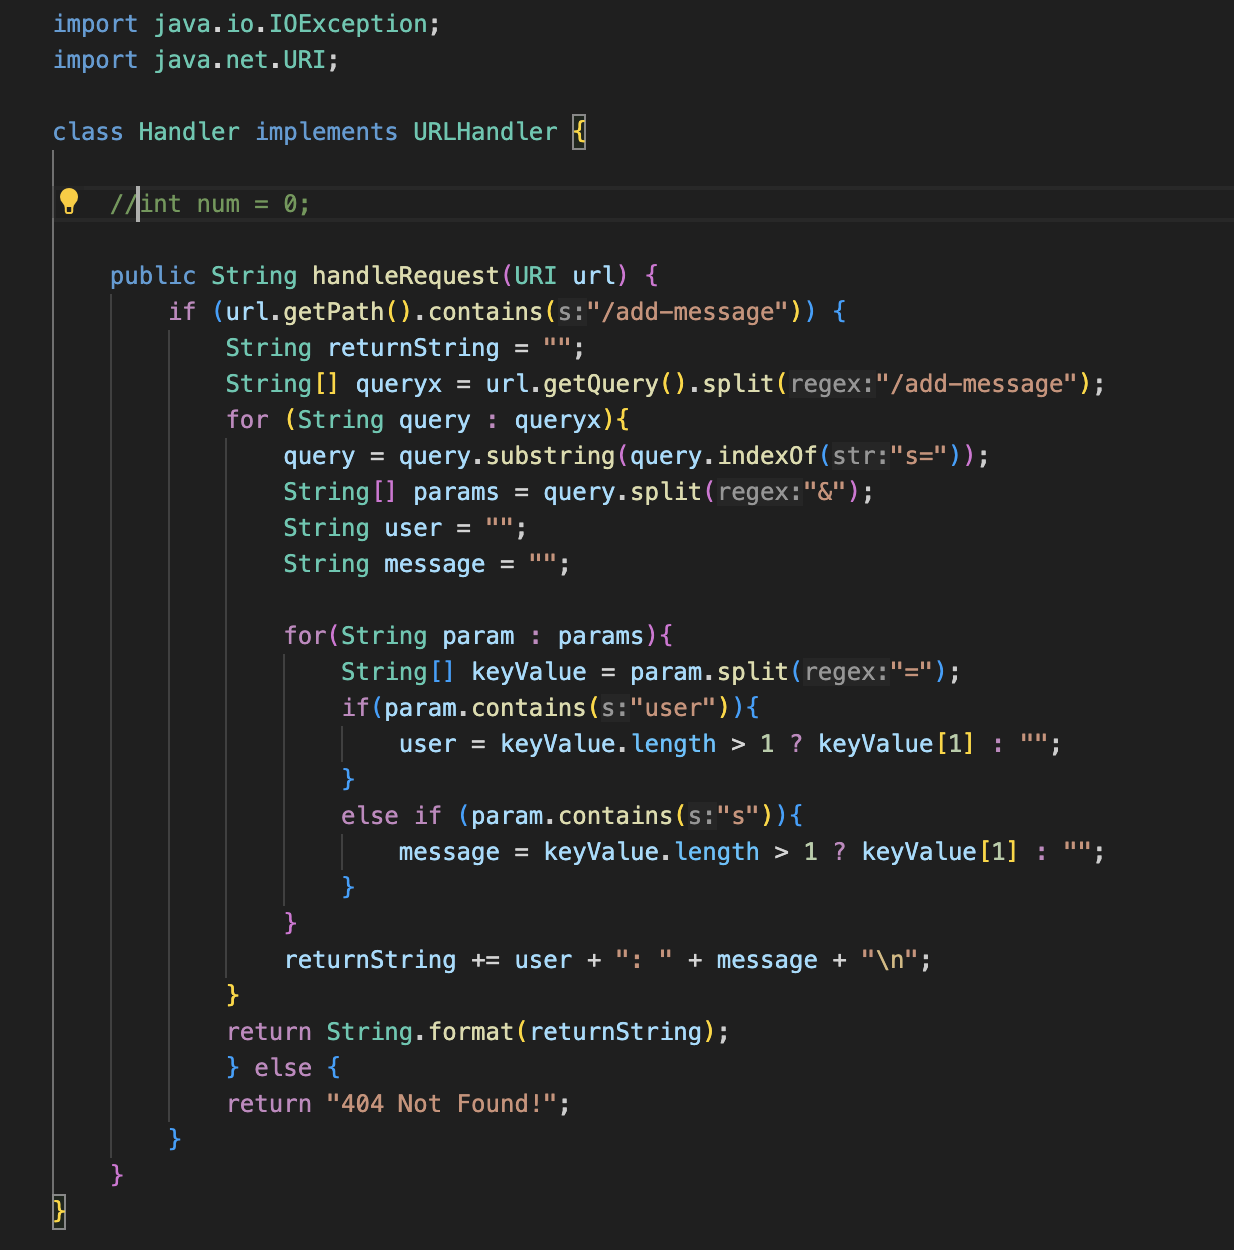 import java.io.IOException;
import java.net.URI;
class Handler implements URLHandler {
//int num = 0;
public String handleRequest(URI url) {
if (url.getPath().contains(s:"/add-message")) {
String returnString = "";
String[] queryx = url.getQuery().split(regex:"/add-message");
for (String query : queryx){
query = query.substring(query.indexOf(str:"s="));
String[] params = query.split(regex:"&");
String user = "";
String message = "";
for(String param : params){
String[] keyValue = param.split(regex:"=");
if(param.contains(s:"user")){
user = keyValue.length > 1 ? keyValue[1] : "";
}
else if (param.contains(s:"s")){
message = keyValue.length > 1 ? keyValue[1] : "";
}
}
returnString += user + ": " + message + "\n";
}
return String.format(returnString);
} else {
return "404 Not Found!";
}
}
}